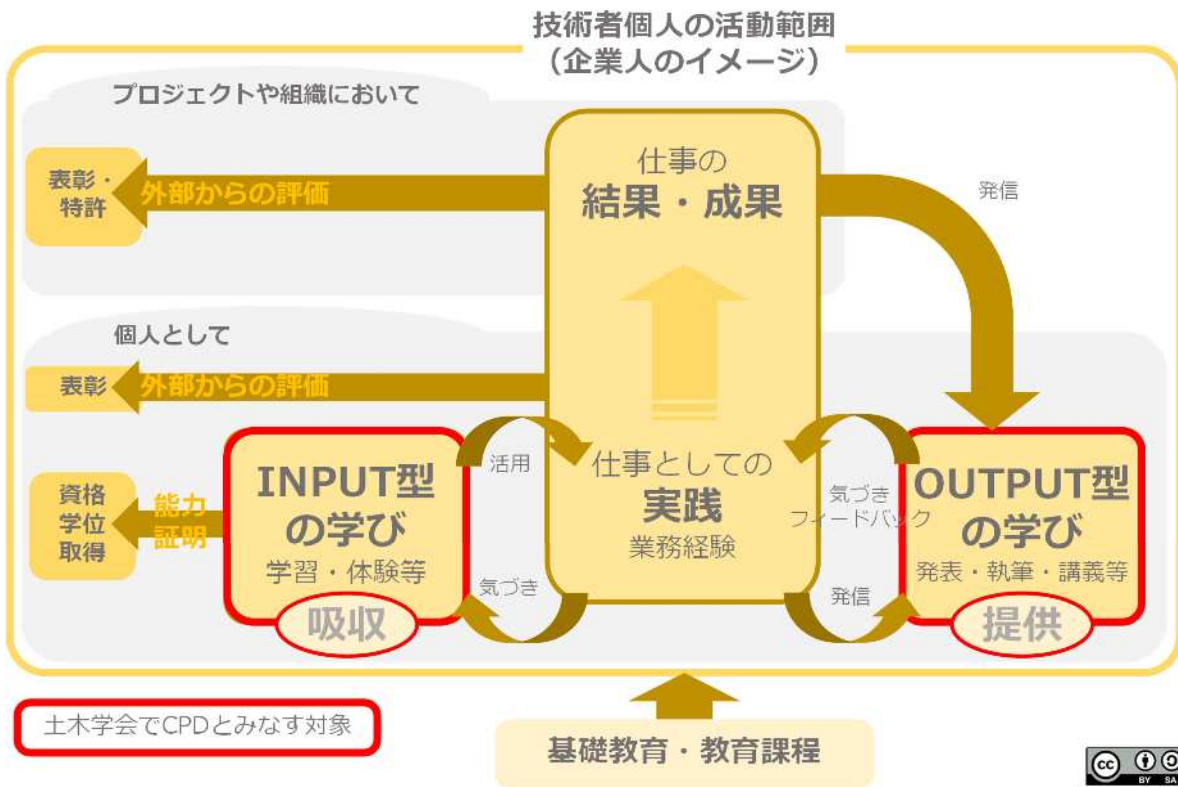 技術者個人の活動範囲
（企業人のイメージ）
プロジェクトや組織において
表彰・
特許
外部からの評価
仕事の
結果・成果
発信
個人として
表彰
外部からの評価
INPUT型
の学び
学習・体験等
吸収
活用
気づき
仕事としての
実践
業務経験
気づき
フィードバック
発信
OUTPUT型
の学び
発表・執筆・講義等
提供
資格
学位
取得
能力
証明
土木学会でCPDとみなす対象
基礎教育・教育課程
cc
BY SA